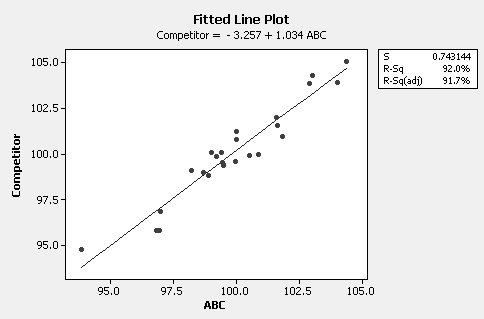 Fitted Line Plot
Competitor = - 3.257 + 1.034 ABC
S 0.743144
R-Sq 92.0%
R-Sq(adj) 91.7%
105.0
102.5
100.0
97.5
95.0
Competitor
95.0 97.5 100.0 102.5 105.0
ABC